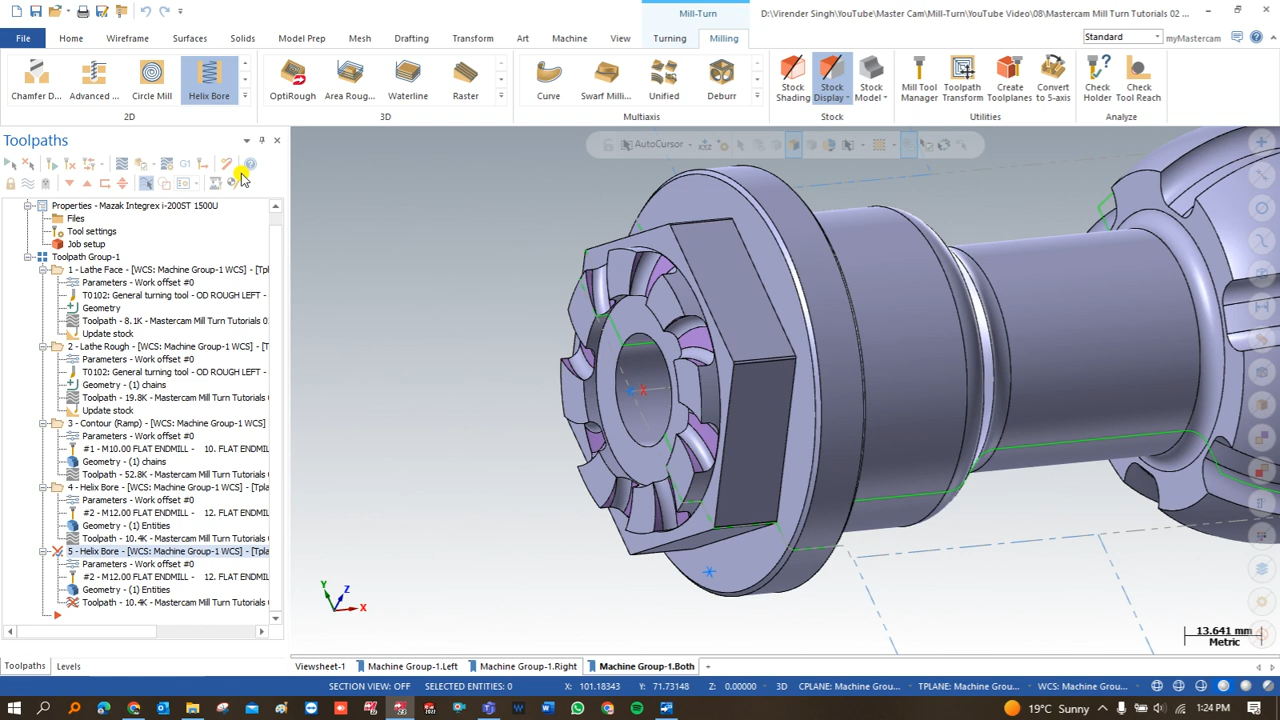 Mill-Turn
D:\Virender Singh\YouTube\Master Cam\Mill-Turn\YouTube Video\08\Mastercam Mill Turn Tutorials 02 ...
File
Home
Wireframe
Surfaces
Solids
Model Prep
Mesh
Drafting
Transform
Art
Machine
View
Turning
Milling
Standard
myMastercam
Chamfer D...
Advanced ...
Circle Mill
Helix Bore
OptiRough
Area Roug...
Waterline
Raster
Curve
Swarf Millin...
Unified
Deburr
Stock Shading
Stock Display
Stock Model
Mill Tool Manager
Toolpath Transform
Create Toolplanes
Convert to 5-axis
Check Holder
Check Tool Reach
2D
3D
Multiaxis
Stock
Utilities
Analyze
Toolpaths
AutoCursor
G1
Properties - Mazak Integrex i-200ST 1500U
Files
Tool settings
Job setup
Toolpath Group-1
1 - Lathe Face - [WCS: Machine Group-1 WCS] - [Tpl
Parameters - Work offset #0
T0102: General turning tool - OD ROUGH LEFT -
Geometry
Toolpath - 8.1K - Mastercam Mill Turn Tutorials 0
Update stock
2 - Lathe Rough - [WCS: Machine Group-1 WCS] - [T
Parameters - Work offset #0
T0102: General turning tool - OD ROUGH LEFT -
Geometry - (1) chains
Toolpath - 19.8K - Mastercam Mill Turn Tutorials
Update stock
3 - Contour (Ramp) - [WCS: Machine Group-1 WCS]
Parameters - Work offset #0
#1 - M10.00 FLAT ENDMILL - 10. FLAT ENDMIL
Geometry - (1) chains
Toolpath - 52.8K - Mastercam Mill Turn Tutorials
4 - Helix Bore - [WCS: Machine Group-1 WCS] - [Tpla
Parameters - Work offset #0
#2 - M12.00 FLAT ENDMILL - 12. FLAT ENDMIL
Geometry - (1) Entities
Toolpath - 10.4K - Mastercam Mill Turn Tutorials
5 - Helix Bore - [WCS: Machine Group-1 WCS] - [Tpla
Parameters - Work offset #0
#2 - M12.00 FLAT ENDMILL - 12. FLAT ENDMIL
Geometry - (1) Entities
Toolpath - 10.4K - Mastercam Mill Turn Tutorials
X
Y
Z
X
13.641 mm
Metric
Toolpaths
Levels
Viewsheet-1
Machine Group-1.Left
Machine Group-1.Right
Machine Group-1.Both
+
SECTION VIEW: OFF
SELECTED ENTITIES: 0
X: 101.18343
Y: 71.73148
Z: 0.00000
3D
CPLANE: Machine Grou...
TPLANE: Machine Grou...
WCS: Machine Grou...
19°C Sunny
1:24 PM